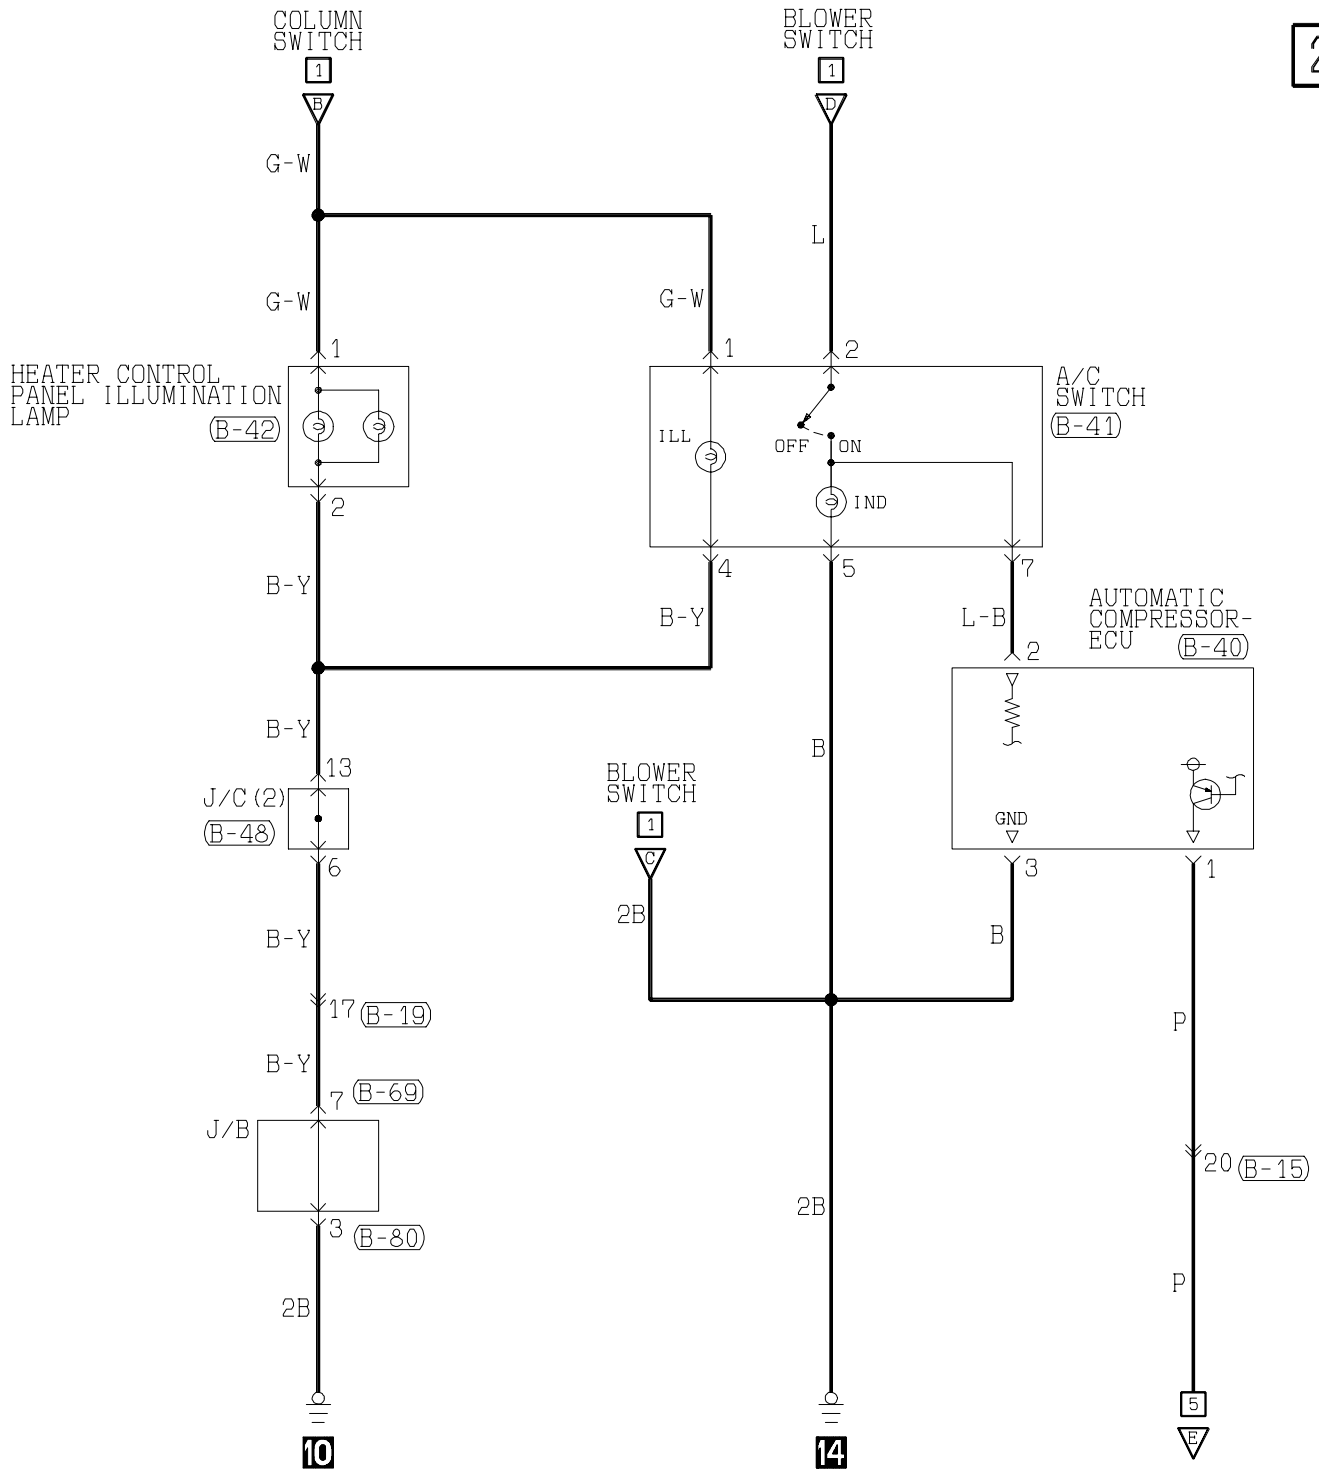 COLUMN
SWITCH
1
B
BLOWER
SWITCH
1
D
G-W
L
G-W
G-W
1
1
2
HEATER CONTROL
PANEL ILLUMINATION
LAMP
(B-42)
A/C
SWITCH
(B-41)
ILL
OFF
ON
IND
2
4
5
7
B-Y
B-Y
L-B
AUTOMATIC
COMPRESSOR-
ECU
(B-40)
2
B-Y
B
13
J/C(2)
(B-48)
6
BLOWER
SWITCH
1
C
GND
3
1
2B
B
B-Y
17
(B-19)
P
B-Y
7
(B-69)
J/B
20
(B-15)
3
(B-80)
2B
2B
P
5
E
10
14